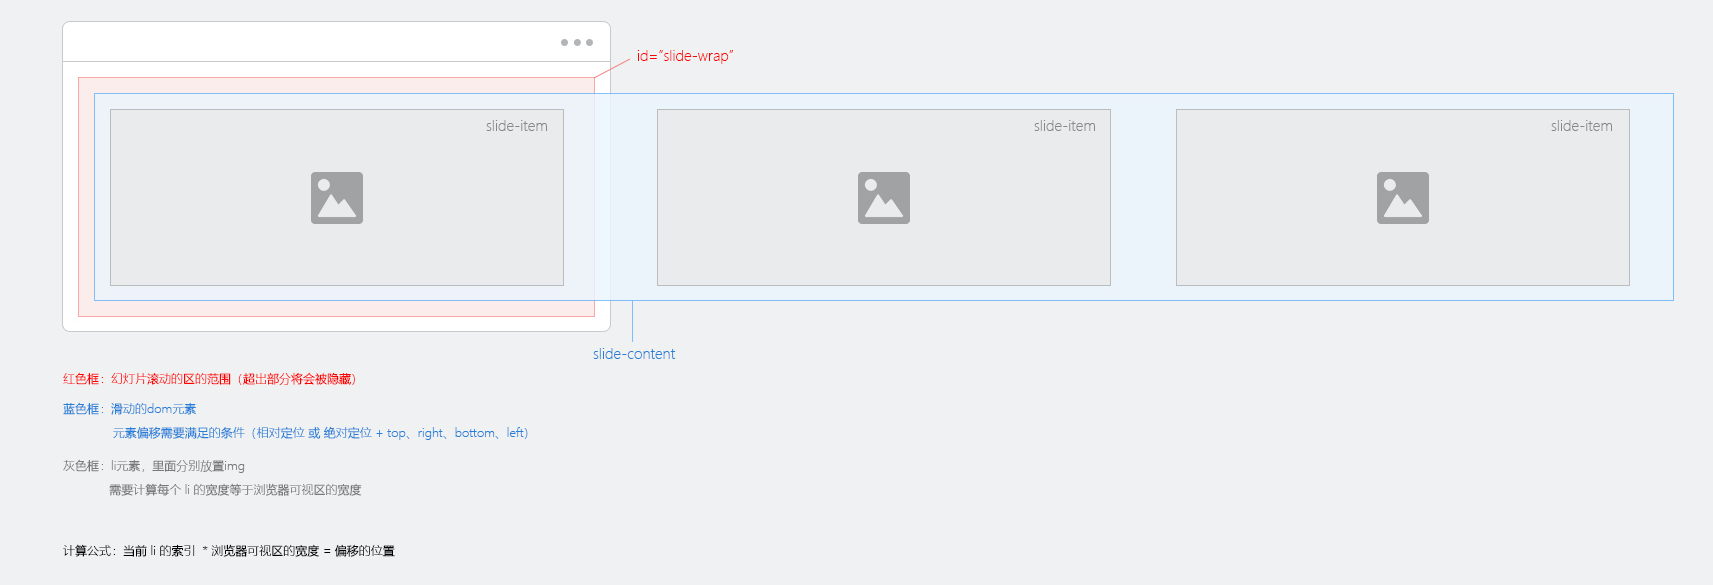 id="slide-wrap"
slide-item
slide-item
slide-item
slide-content
红色框：幻灯片滚动的区的范围（超出部分将会被隐藏）
蓝色框：滑动的dom元素
元素偏移需要满足的条件（相对定位 或 绝对定位 + top、right、bottom、left）
灰色框：li元素，里面分别放置img
需要计算每个 li 的宽度等于浏览器可视区的宽度
计算公式：当前 li 的索引 * 浏览器可视区的宽度 = 偏移的位置